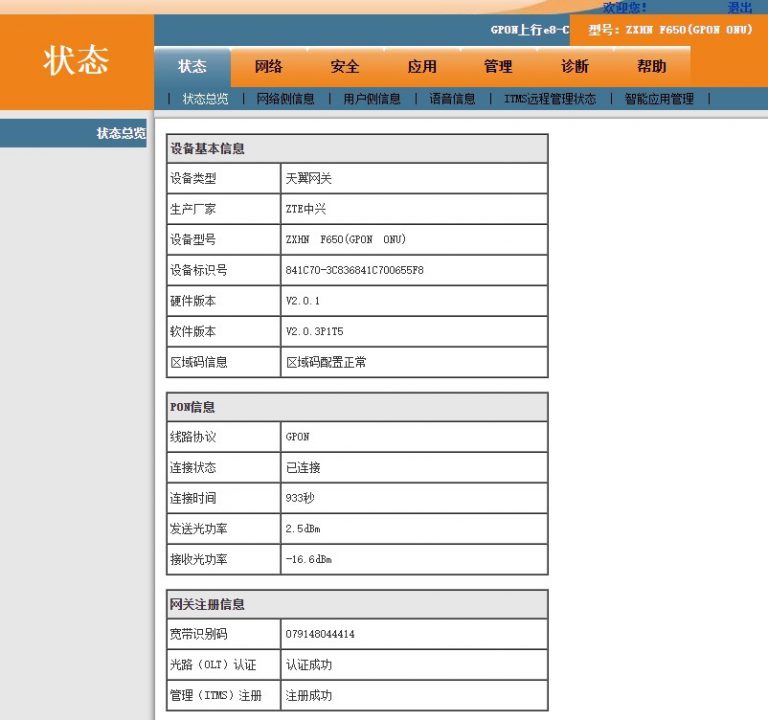 欢迎您! 退出
GPON上行e8-C 型号: ZXHN F650(GPON ONU)
状态
状态 网络 安全 应用 管理 诊断 帮助
| 状态总览 | 网络侧信息 | 用户侧信息 | 语音信息 | ITMS远程管理状态 | 智能应用管理 |
状态总览
设备基本信息
设备类型 天翼网关
生产厂家 ZTE中兴
设备型号 ZXHN F650(GPON ONU)
设备标识号 841C70-3C836841C700655F8
硬件版本 V2.0.1
软件版本 V2.0.3P1T5
区域码信息 区域码配置正常
PON信息
线路协议 GPON
连接状态 已连接
连接时间 933秒
发送光功率 2.5dBm
接收光功率 -16.6dBm
网关注册信息
宽带识别码 079148044414
光路 (OLT) 认证 认证成功
管理 (ITMS) 注册 注册成功